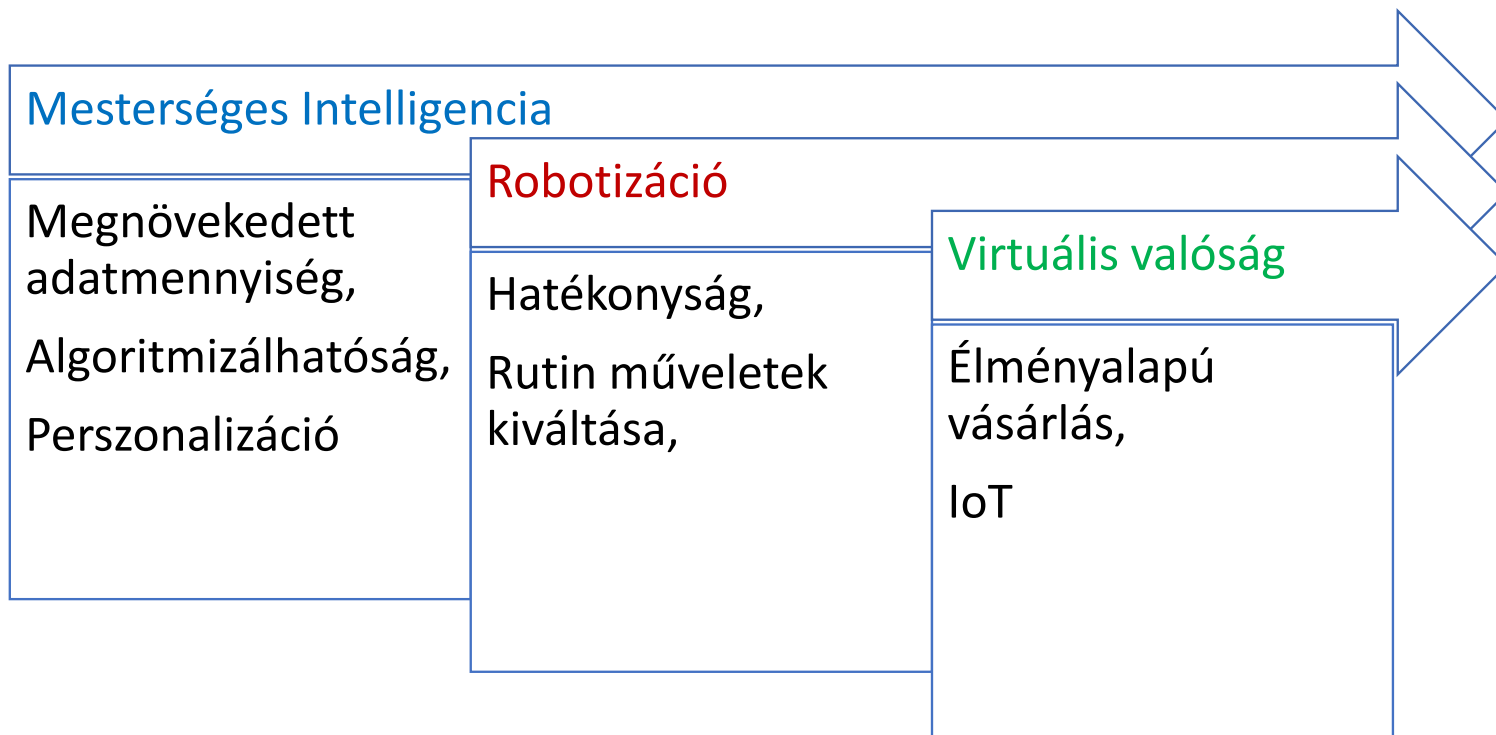 Mesterséges Intelligencia
Megnövekedett
adatmennyiség,
Algoritmizálhatóság,
Perszonalizáció
Robotizáció
Hatékonyság,
Rutin műveletek
kiváltása,
Virtuális valóság
Élményalapú
vásárlás,
IoT